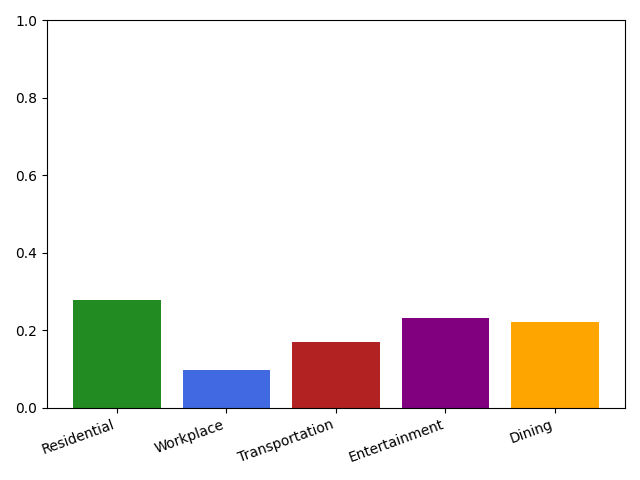 1.0
0.8
0.6
0.4
0.2
0.0
Residential
Workplace
Transportation
Entertainment
Dining